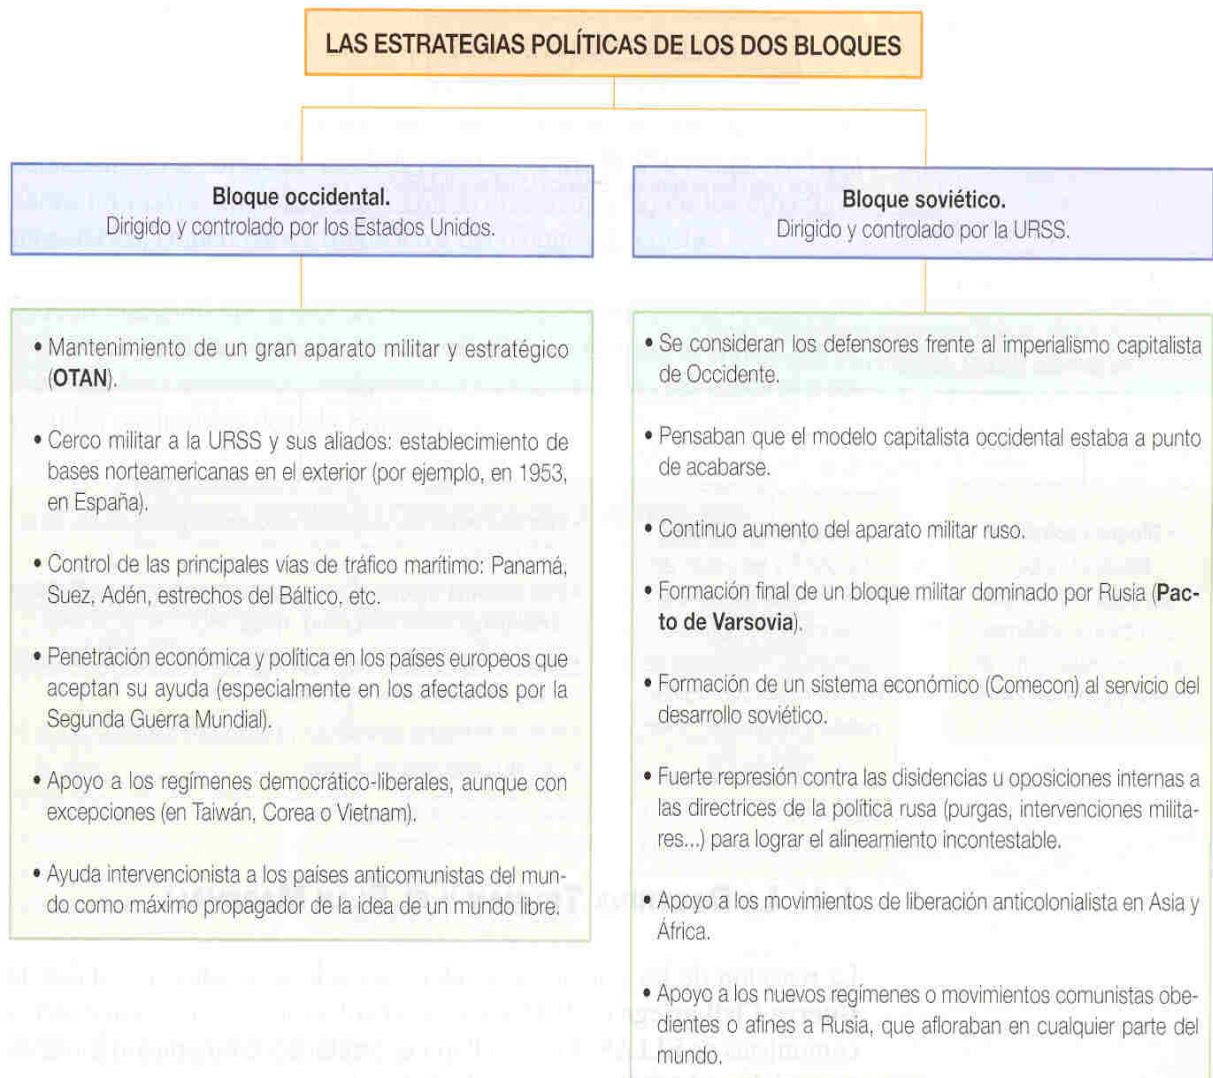 LAS ESTRATEGIAS POLÍTICAS DE LOS DOS BLOQUES
Bloque occidental.
Dirigido y controlado por los Estados Unidos.
• Mantenimiento de un gran aparato militar y estratégico
(OTAN).
• Cerco militar a la URSS y sus aliados: establecimiento de
bases norteamericanas en el exterior (por ejemplo, en 1953,
en España).
• Control de las principales vías de tráfico marítimo: Panamá,
Suez, Adén, estrechos del Báltico, etc.
• Penetración económica y política en los países europeos que
aceptan su ayuda (especialmente en los afectados por la
Segunda Guerra Mundial).
• Apoyo a los regímenes democrático-liberales, aunque con
excepciones (en Taiwán, Corea o Vietnam).
• Ayuda intervencionista a los países anticomunistas del mun-
do como máximo propagador de la idea de un mundo libre.
Bloque soviético.
Dirigido y controlado por la URSS.
• Se consideran los defensores frente al imperialismo capitalista
de Occidente.
• Pensaban que el modelo capitalista occidental estaba a punto
de acabarse.
• Continuo aumento del aparato militar ruso.
• Formación final de un bloque militar dominado por Rusia (Pac-
to de Varsovia).
• Formación de un sistema económico (Comecon) al servicio del
desarrollo soviético.
• Fuerte represión contra las disidencias u oposiciones internas a
las directrices de la política rusa (purgas, intervenciones milita-
res...) para lograr el alineamiento incontestable.
• Apoyo a los movimientos de liberación anticolonialista en Asia y
África.
• Apoyo a los nuevos regímenes o movimientos comunistas obe-
dientes o afines a Rusia, que afloraban en cualquier parte del
mundo.